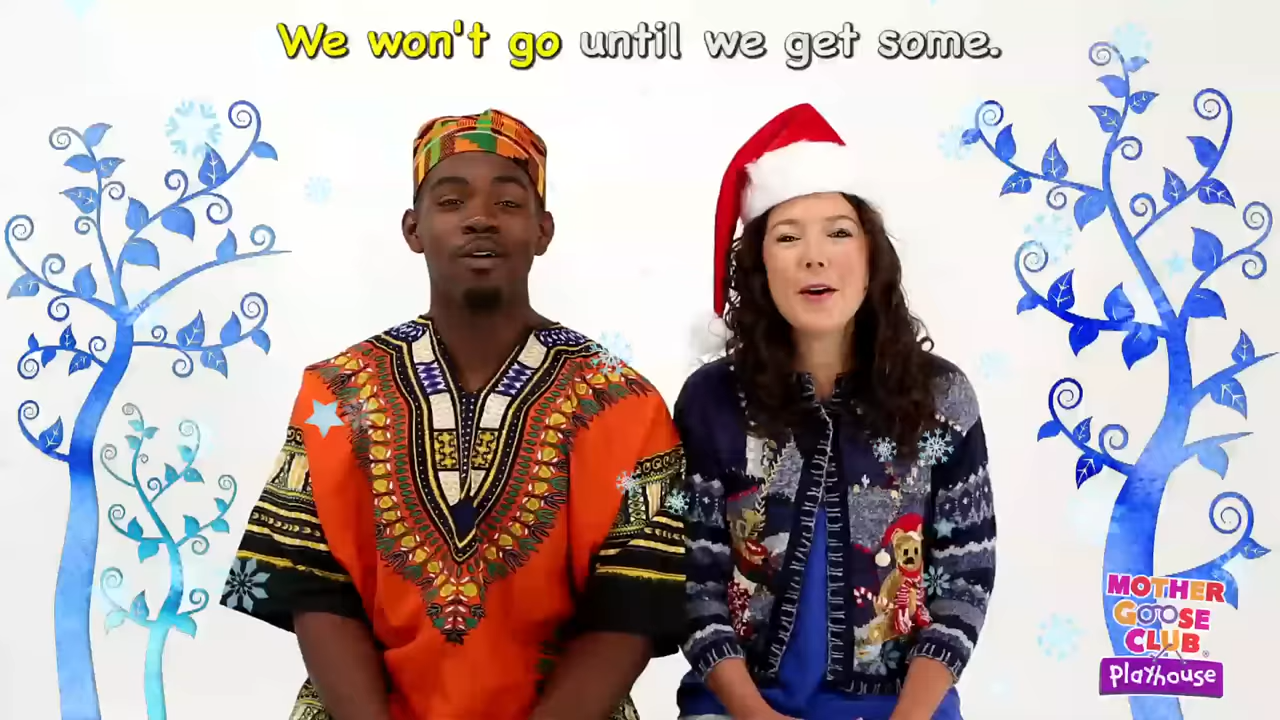 We won't go until we get some.
MOTHER
GOOSE
CLUB
Playhouse